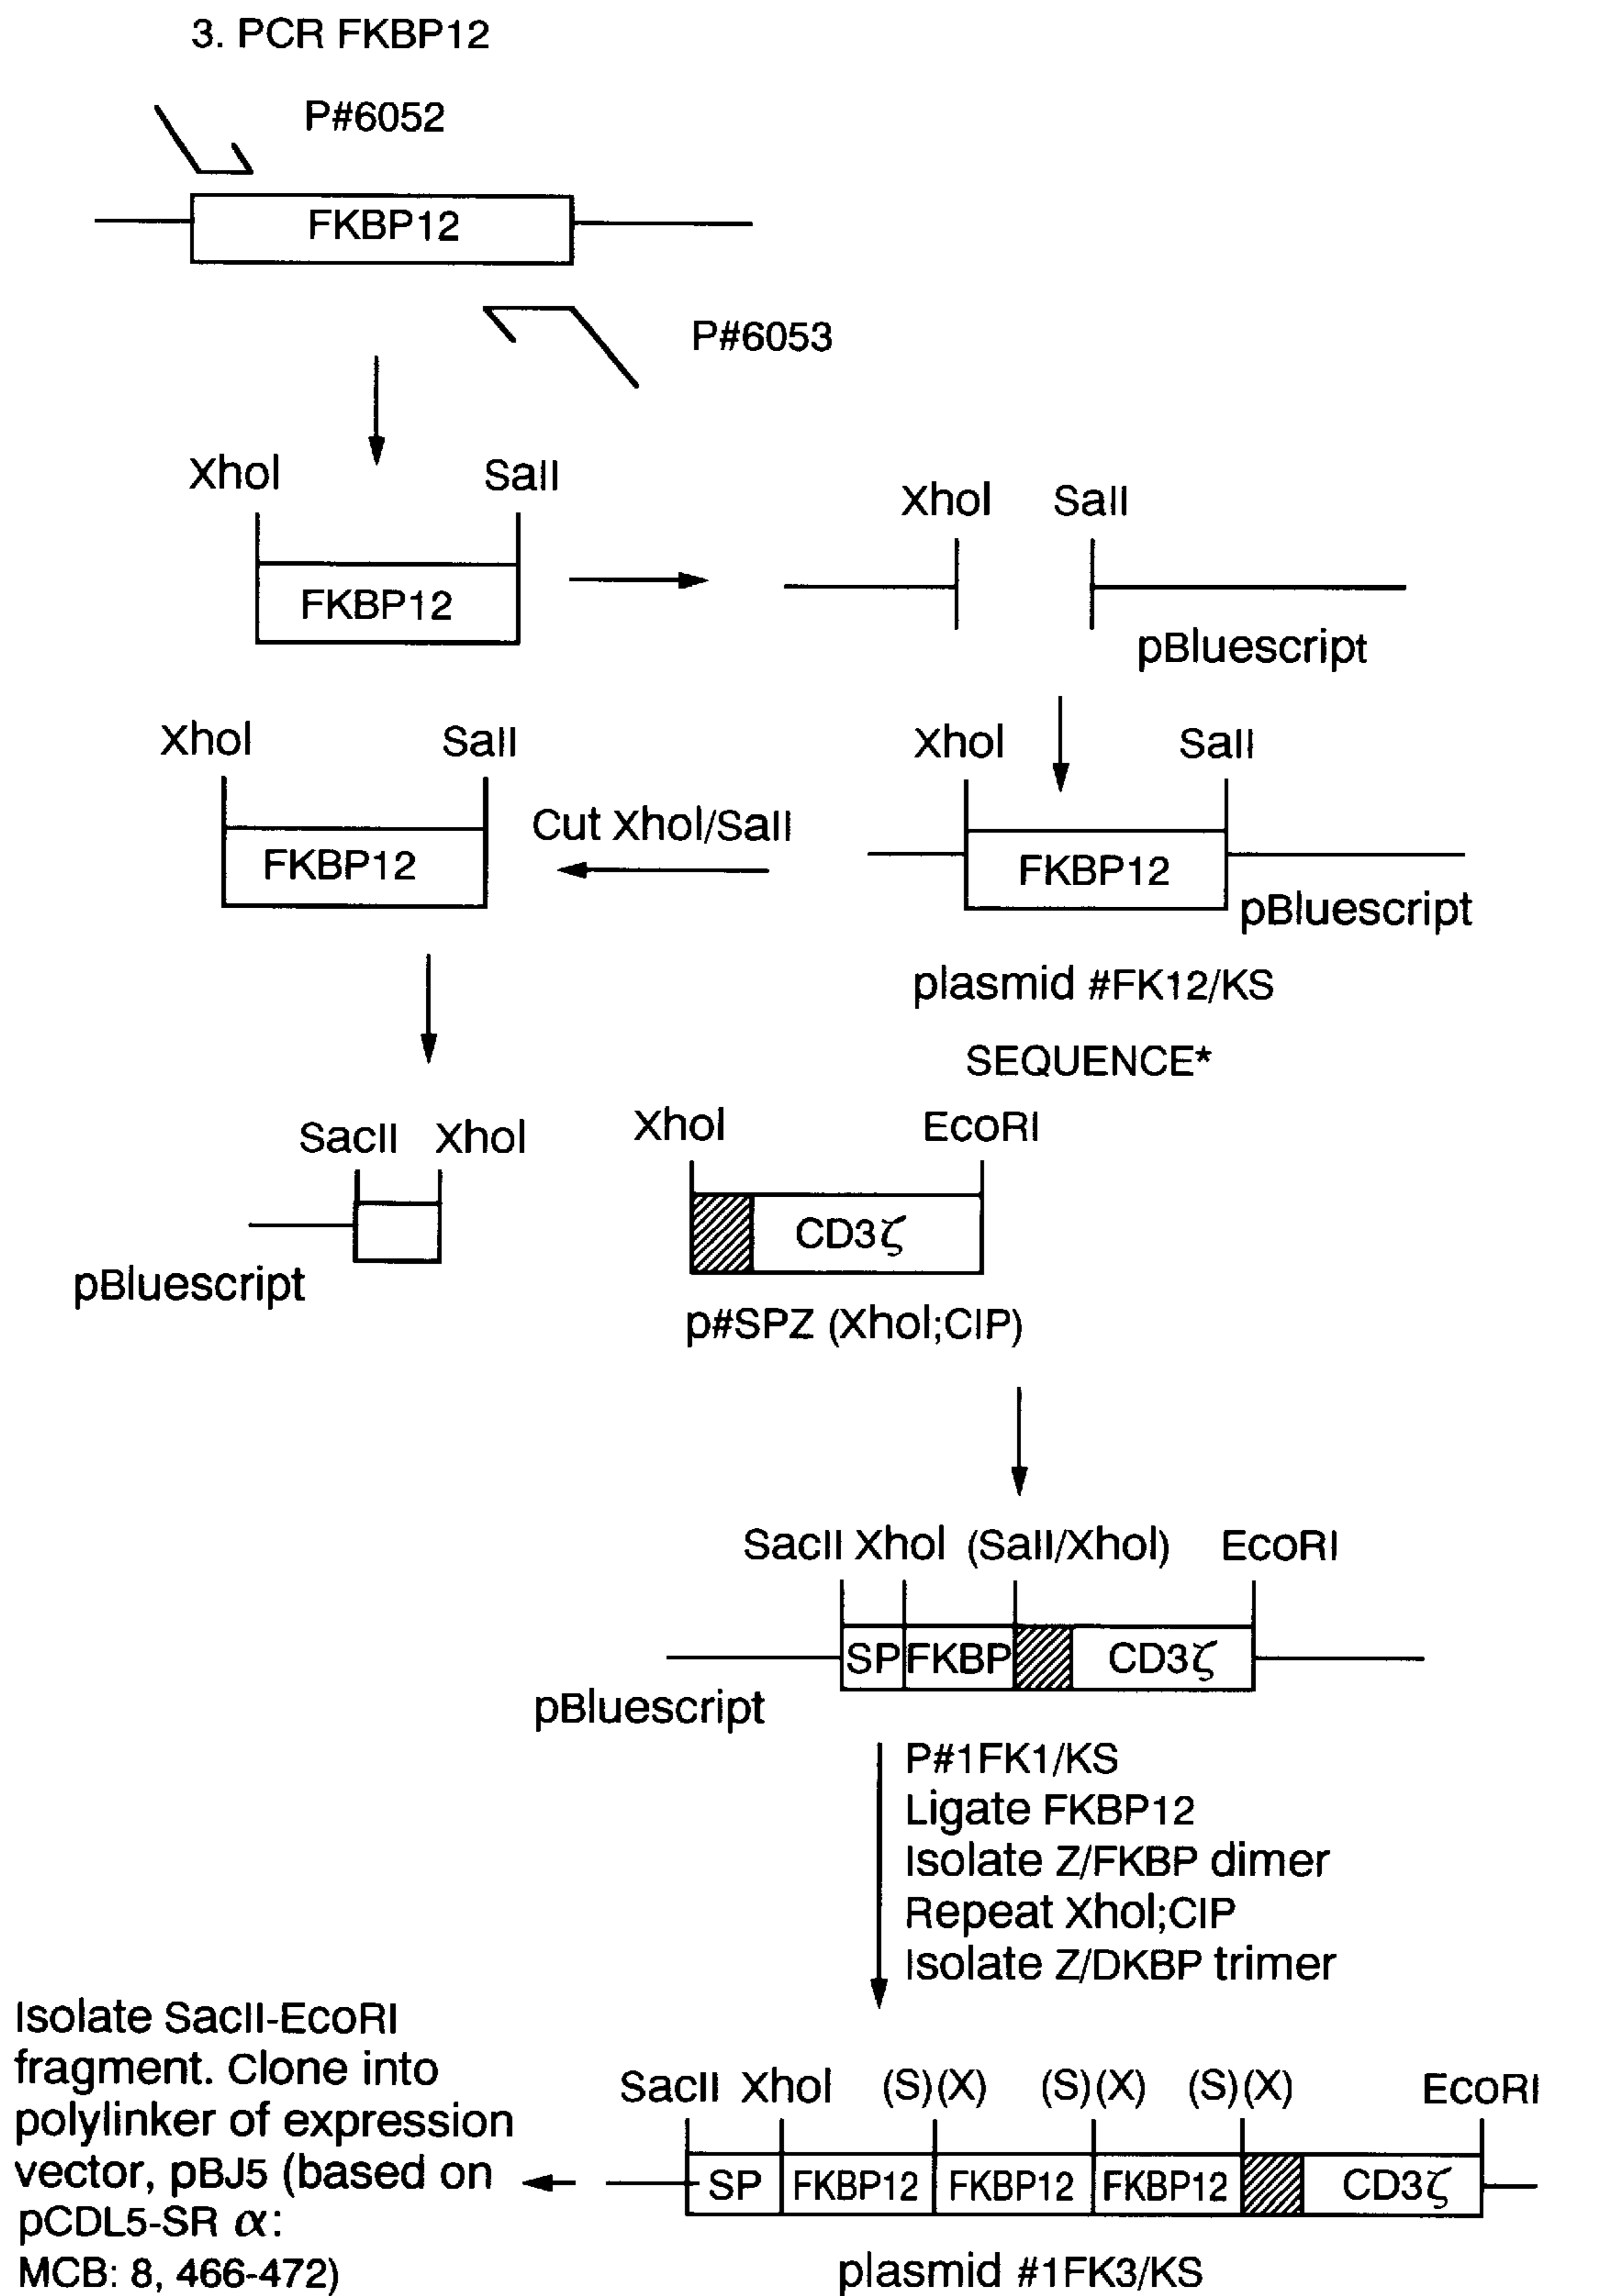 3. PCR FKBP12
P#6052
FKBP12
P#6053
XhoI SalI
FKBP12
XhoI SalI
pBluescript
XhoI SalI
FKBP12
Cut XhoI/SalI
XhoI SalI
FKBP12
pBluescript
plasmid #FK12/KS
SEQUENCE*
SacII XhoI
pBluescript
XhoI EcoRI
CD3ζ
p#SPZ (XhoI;CIP)
SacII XhoI (SalI/XhoI) EcoRI
SP FKBP CD3ζ
pBluescript
P#1FK1/KS
Ligate FKBP12
Isolate Z/FKBP dimer
Repeat XhoI;CIP
Isolate Z/DKBP trimer
SacII XhoI (S)(X) (S)(X) (S)(X) EcoRI
SP FKBP12 FKBP12 FKBP12 CD3ζ
plasmid #1FK3/KS
Isolate SacII-EcoRI
fragment. Clone into
polylinker of expression
vector, pBJ5 (based on
pCDL5-SR α:
MCB: 8, 466-472)